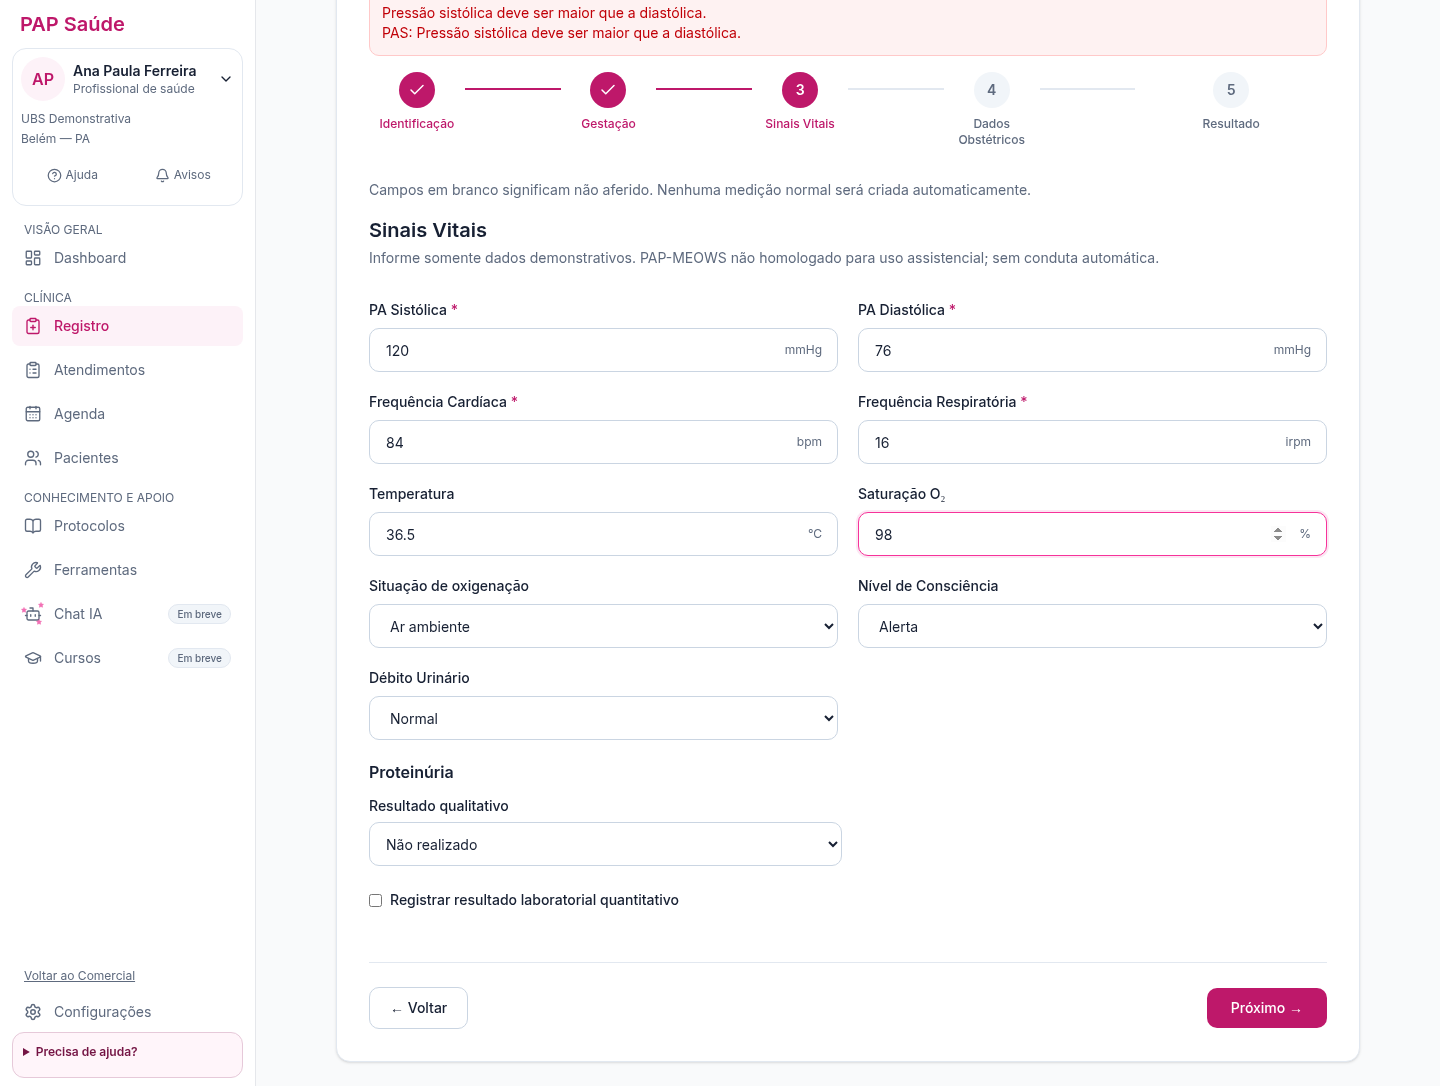 PAP Saúde
AP
Ana Paula Ferreira
Profissional de saúde
UBS Demonstrativa
Belém — PA
Ajuda
Avisos
VISÃO GERAL
Dashboard
CLÍNICA
Registro
Atendimentos
Agenda
Pacientes
CONHECIMENTO E APOIO
Protocolos
Ferramentas
Chat IA
Em breve
Cursos
Em breve
Voltar ao Comercial
Configurações
Precisa de ajuda?
Pressão sistólica deve ser maior que a diastólica.
PAS: Pressão sistólica deve ser maior que a diastólica.
Identificação
Gestação
3
Sinais Vitais
4
Dados
Obstétricos
5
Resultado
Campos em branco significam não aferido. Nenhuma medição normal será criada automaticamente.
Sinais Vitais
Informe somente dados demonstrativos. PAP-MEOWS não homologado para uso assistencial; sem conduta automática.
PA Sistólica *
120 mmHg
PA Diastólica *
76 mmHg
Frequência Cardíaca *
84 bpm
Frequência Respiratória *
16 irpm
Temperatura
36.5 °C
Saturação O₂
98 %
Situação de oxigenação
Ar ambiente
Nível de Consciência
Alerta
Débito Urinário
Normal
Proteinúria
Resultado qualitativo
Não realizado
Registrar resultado laboratorial quantitativo
← Voltar
Próximo →